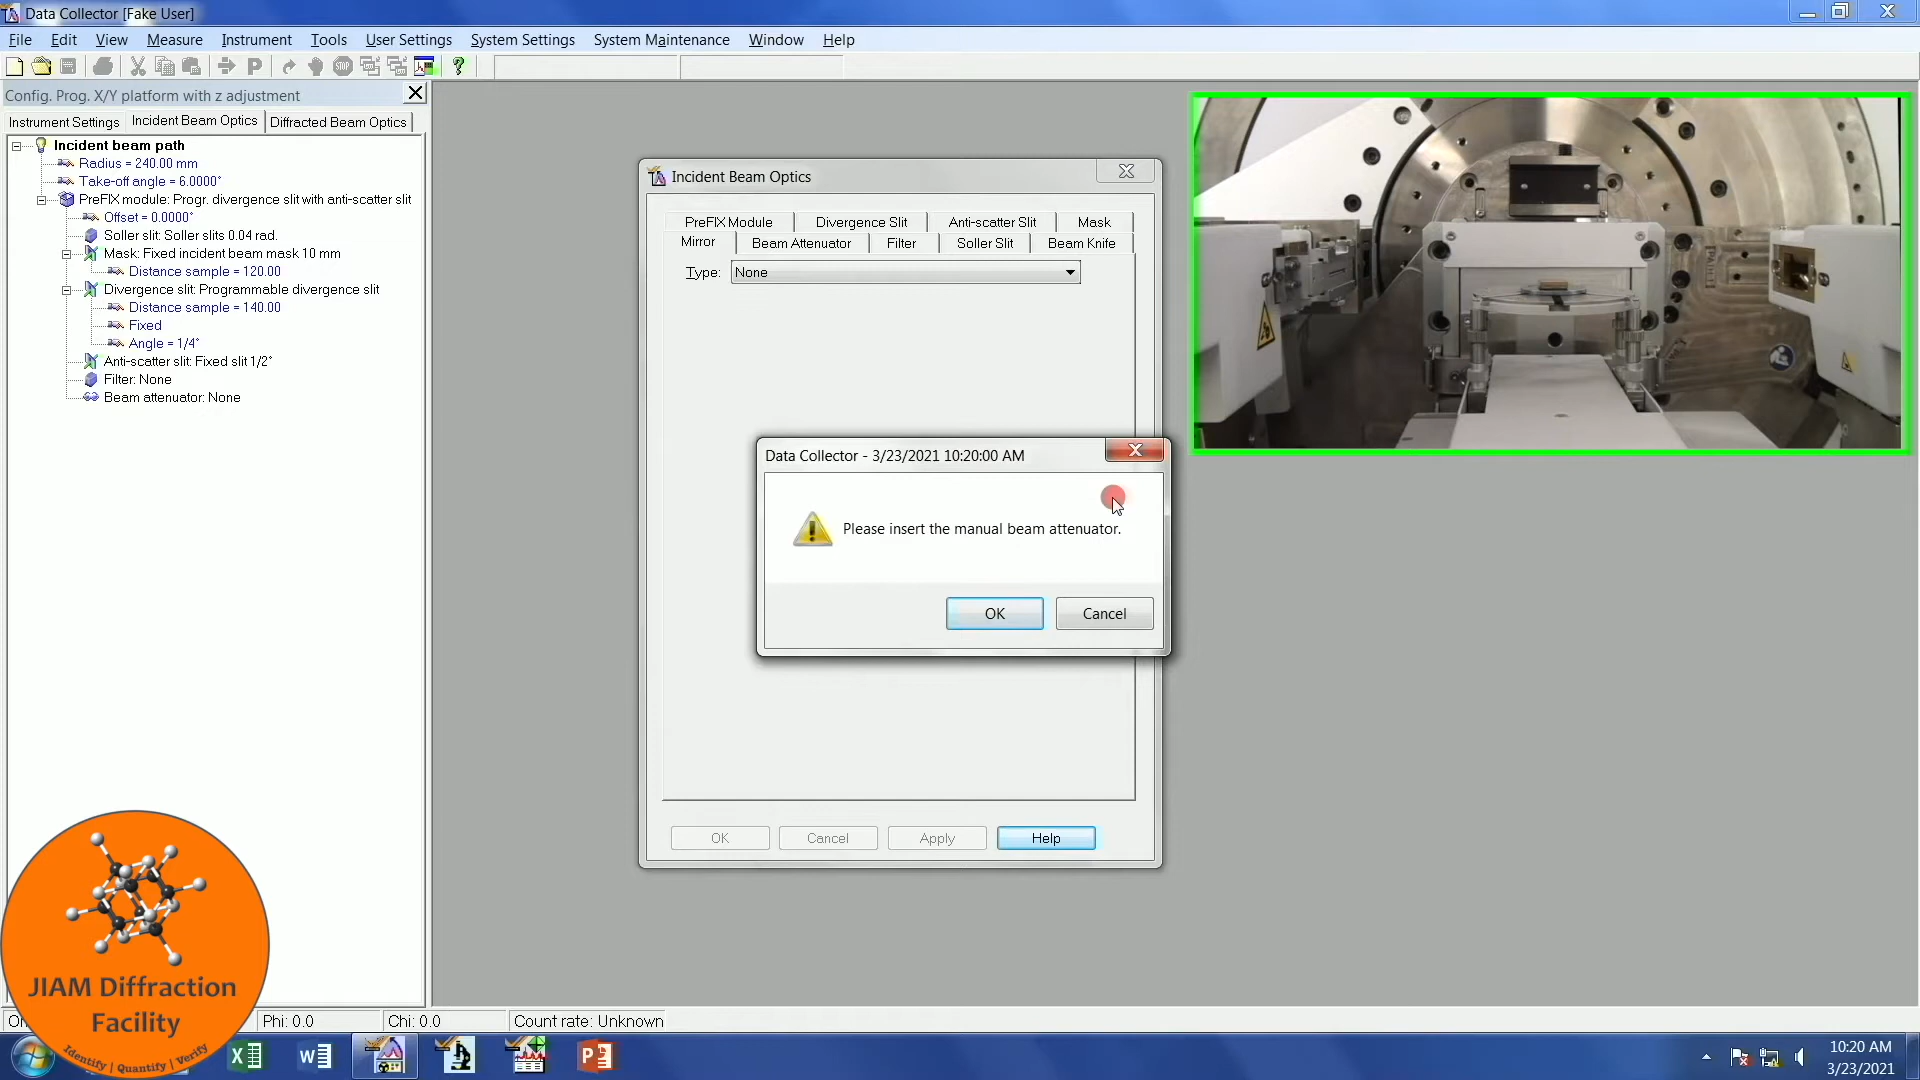 Data Collector [Fake User]
File Edit View Measure Instrument Tools User Settings System Settings System Maintenance Window Help
Config. Prog. X/Y platform with z adjustment
Instrument Settings Incident Beam Optics Diffracted Beam Optics
Incident beam path
Radius = 240.00 mm
Take-off angle = 6.0000°
PreFIX module: Progr. divergence slit with anti-scatter slit
Offset = 0.0000°
Soller slit: Soller slits 0.04 rad.
Mask: Fixed incident beam mask 10 mm
Distance sample = 120.00
Divergence slit: Programmable divergence slit
Distance sample = 140.00
Fixed
Angle = 1/4°
Anti-scatter slit: Fixed slit 1/2°
Filter: None
Beam attenuator: None
Incident Beam Optics
PreFIX Module Divergence Slit Anti-scatter Slit Mask
Mirror Beam Attenuator Filter Soller Slit Beam Knife
Type: None
Data Collector - 3/23/2021 10:20:00 AM
Please insert the manual beam attenuator.
OK Cancel
OK Cancel Apply Help
JIAM Diffraction
Facility
Identify | Quantify | Verify
Phi: 0.0 Chi: 0.0 Count rate: Unknown
10:20 AM
3/23/2021